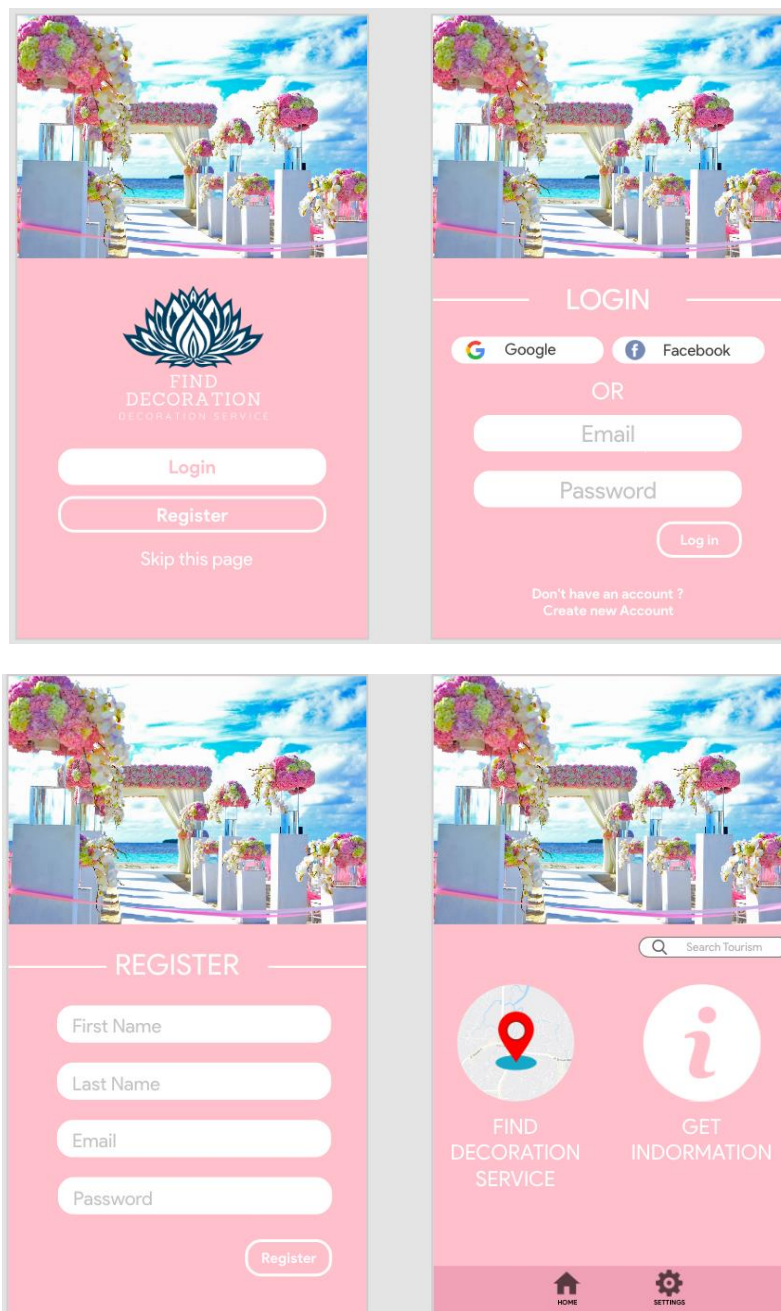 FIND
DECORATION
DECORATION SERVICE
Login
Register
Skip this page
LOGIN
Google
Facebook
OR
Email
Password
Log in
Don't have an account ?
Create new Account
REGISTER
First Name
Last Name
Email
Password
Register
Search Tourism
FIND
DECORATION
SERVICE
GET
INDORMATION
HOME
SETTINGS